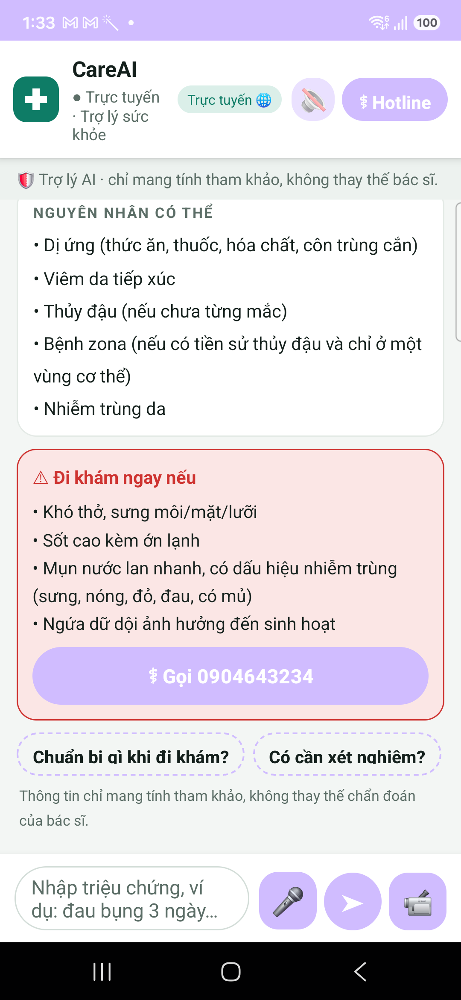 1:33
6
100
CareAI
● Trực tuyến
· Trợ lý sức
khỏe
Trực tuyến 🌐
Hotline
Trợ lý AI · chỉ mang tính tham khảo, không thay thế bác sĩ.
NGUYÊN NHÂN CÓ THỂ
• Dị ứng (thức ăn, thuốc, hóa chất, côn trùng cắn)
• Viêm da tiếp xúc
• Thủy đậu (nếu chưa từng mắc)
• Bệnh zona (nếu có tiền sử thủy đậu và chỉ ở một
vùng cơ thể)
• Nhiễm trùng da
⚠ Đi khám ngay nếu
• Khó thở, sưng môi/mặt/lưỡi
• Sốt cao kèm ớn lạnh
• Mụn nước lan nhanh, có dấu hiệu nhiễm trùng
(sưng, nóng, đỏ, đau, có mủ)
• Ngứa dữ dội ảnh hưởng đến sinh hoạt
Gọi 0904643234
Chuẩn bị gì khi đi khám?
Có cần xét nghiệm?
Thông tin chỉ mang tính tham khảo, không thay thế chẩn đoán
của bác sĩ.
Nhập triệu chứng, ví
dụ: đau bụng 3 ngày...